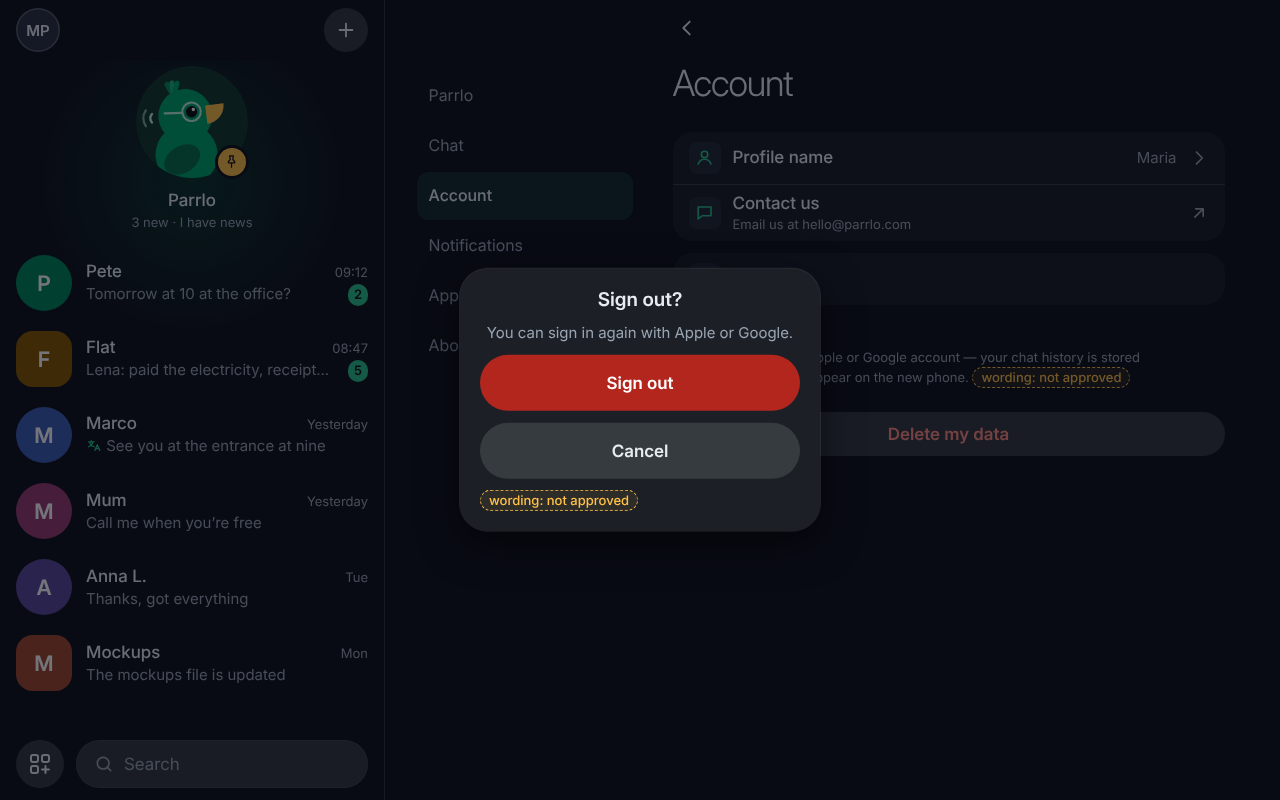 MP
Parrlo
3 new · I have news
P
Pete
09:12
Tomorrow at 10 at the office?
2
F
Flat
08:47
Lena: paid the electricity, receipt...
5
M
Marco
Yesterday
See you at the entrance at nine
M
Mum
Yesterday
Call me when you're free
A
Anna L.
Tue
Thanks, got everything
M
Mockups
Mon
The mockups file is updated
Search
Parrlo
Chat
Account
Notifications
App
Abo
Account
Profile name
Maria
Contact us
Email us at hello@parrlo.com
ple or Google account — your chat history is stored
pear on the new phone. wording: not approved
Delete my data
Sign out?
You can sign in again with Apple or Google.
Sign out
Cancel
wording: not approved